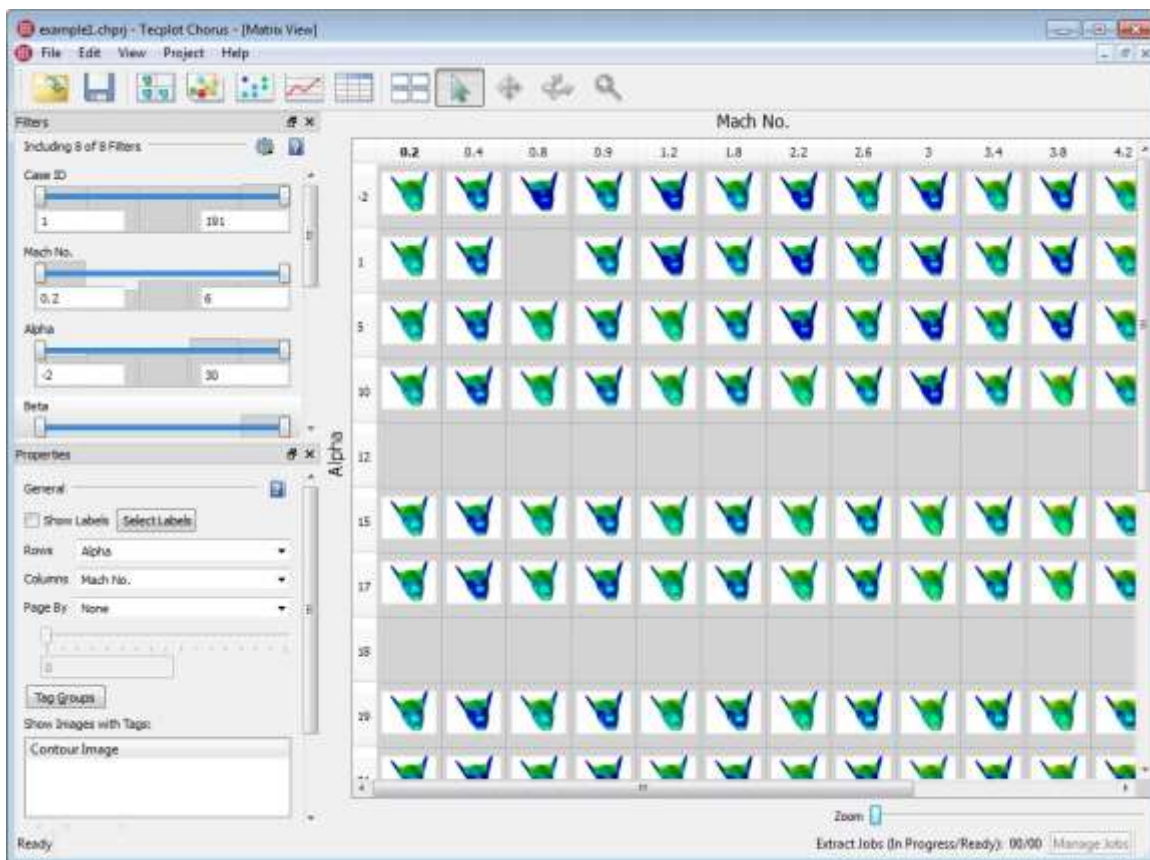 example1.chprj - Tecplot Chorus - [Matrix View]
File Edit View Project Help
Filters
Including 8 of 8 Filters
Case ID
1 191
Mach No.
0.2 6
Alpha
-2 30
Beta
Properties
General
Show Labels Select Labels
Rows Alpha
Columns Mach No.
Page By None
0
Tag Groups
Show Images with Tags:
Contour Image
Mach No.
0.2 0.4 0.8 0.9 1.2 1.8 2.2 2.6 3 3.4 3.8 4.2
Alpha
-2
1
5
10
12
15
17
18
19
Zoom
Ready
Extract Jobs (In Progress/Ready): 00/00 Manage Jobs